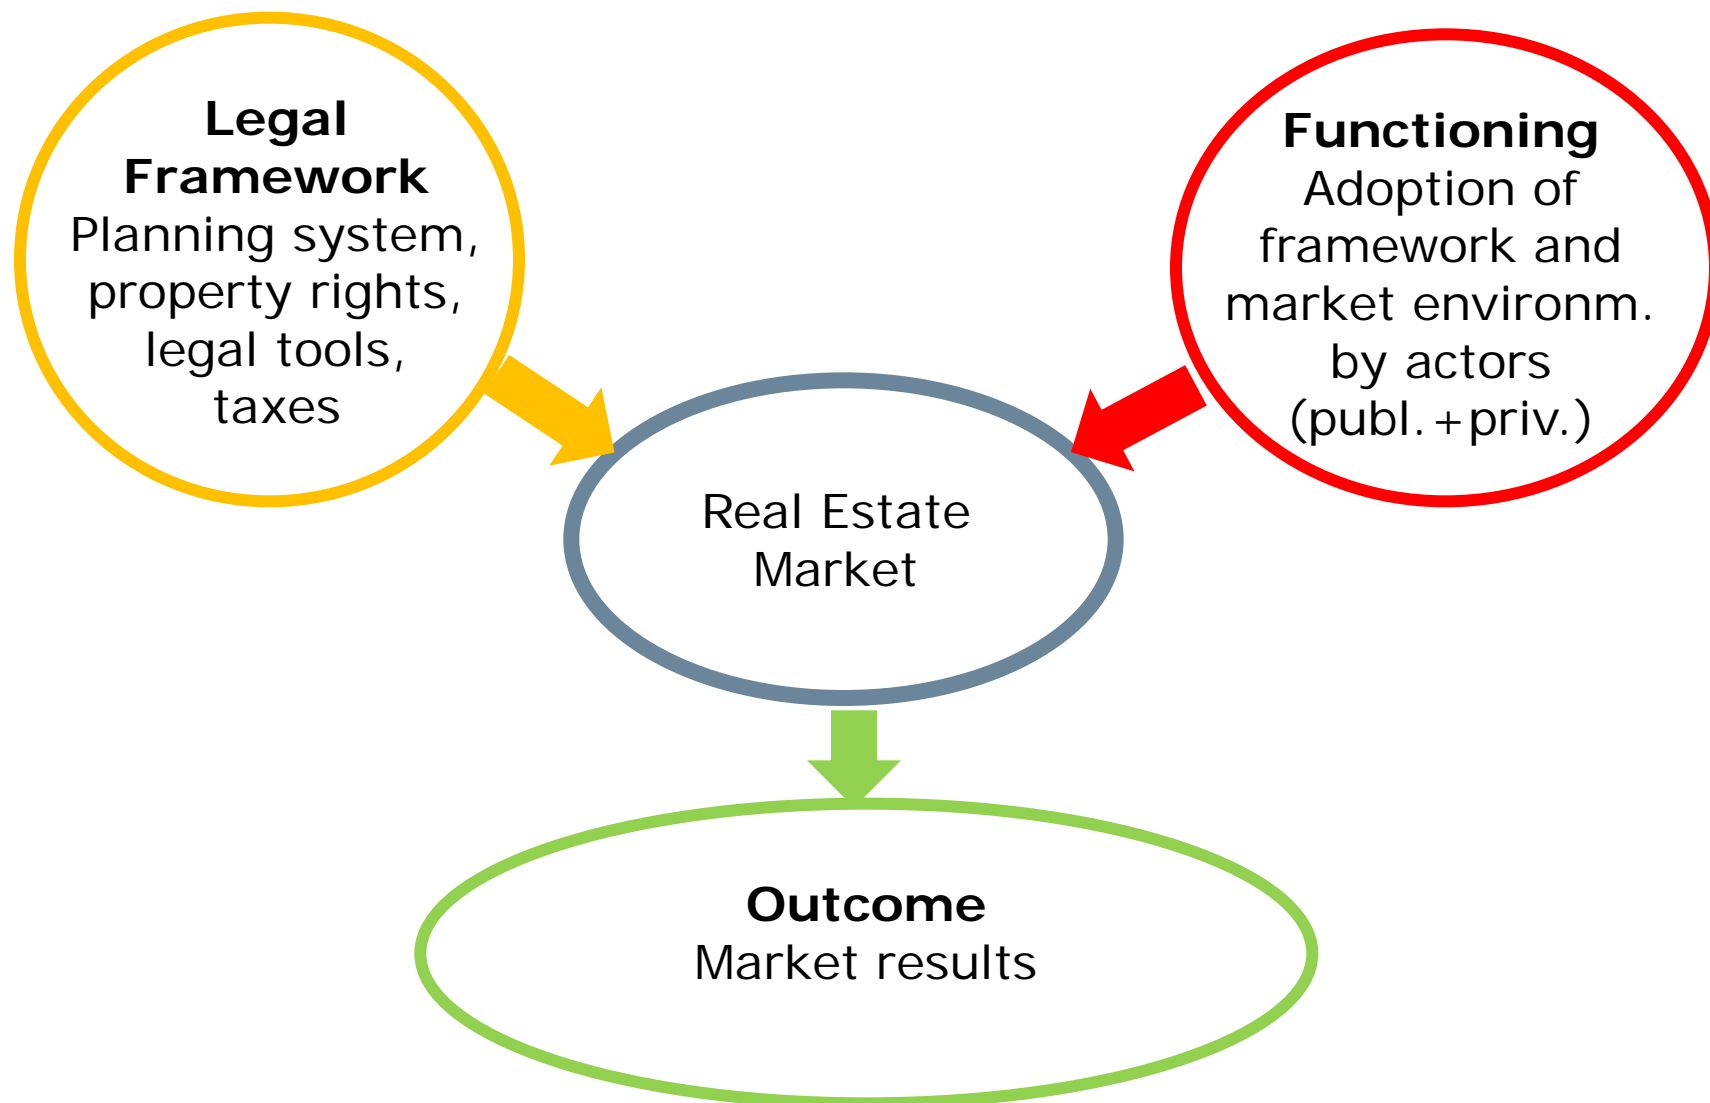 Legal
Framework
Planning system,
property rights,
legal tools,
taxes
Functioning
Adoption of
framework and
market environm.
by actors
(publ.+priv.)
Real Estate
Market
Outcome
Market results